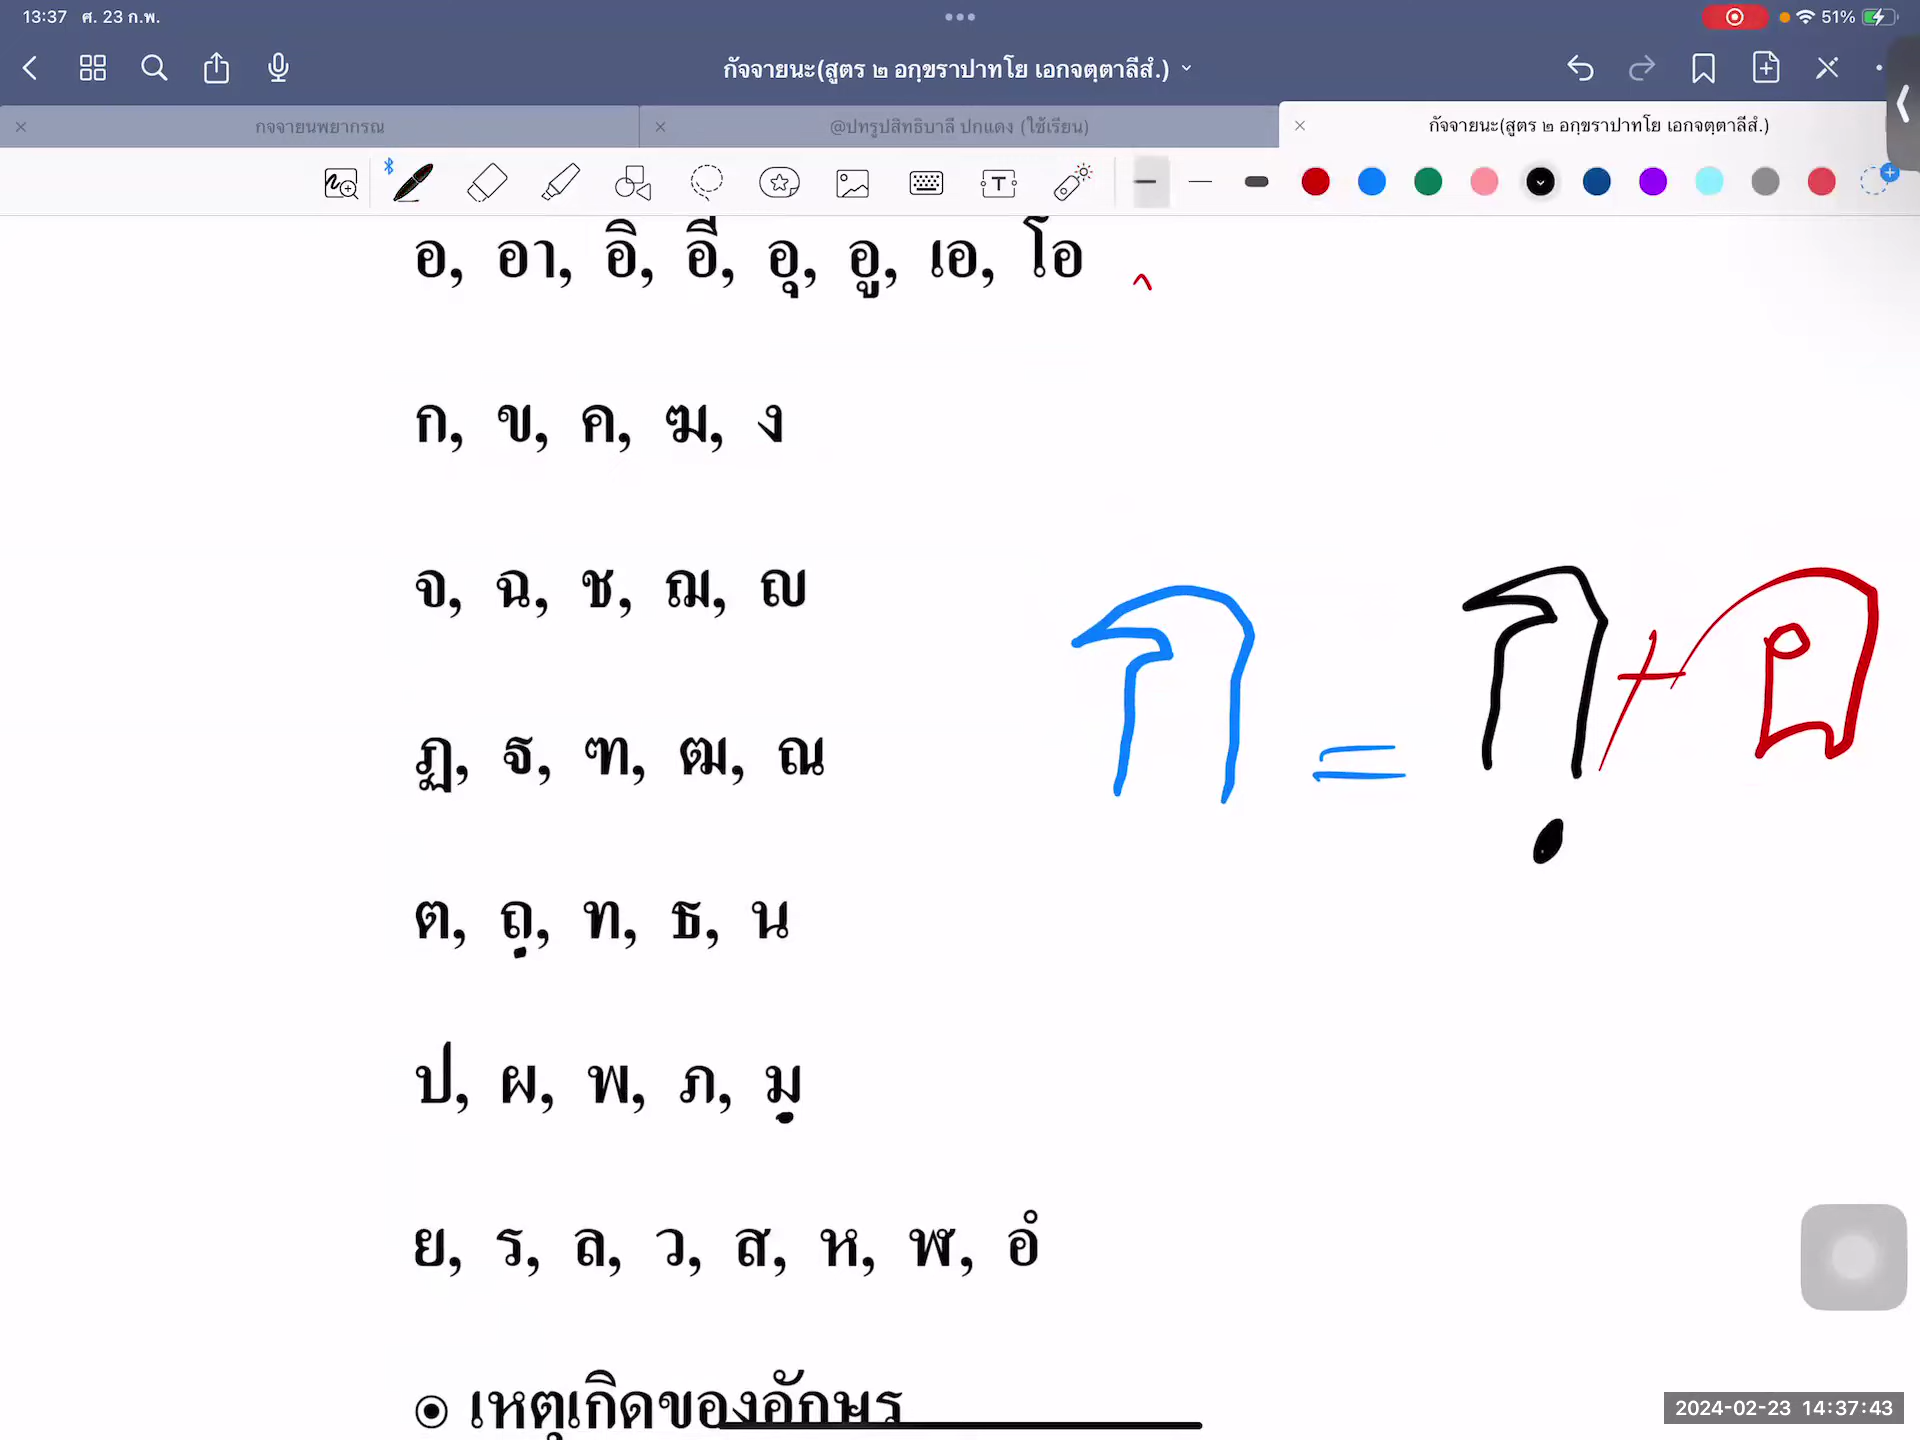 13:37 ศ. 23 ก.พ.
51%
กัจจายนะ(สูตร ๒ อกฺขราปาทโย เอกจตฺตาลีสํ.)
กจจายนพยากรณ
@ปทรูปสิทธิบาลี ปกแดง (ใช้เรียน)
กัจจายนะ(สูตร ๒ อกฺขราปาทโย เอกจตฺตาลีสํ.)
อ, อา, อิ, อี, อุ, อู, เอ, โอ
ก, ข, ค, ฆ, ง
จ, ฉ, ช, ฌ, ญ
ก = กฺ + อ
ฏ, ฐ, ฑ, ฒ, ณ
ต, ถฺ, ท, ธ, น
ป, ผ, พ, ภ, มฺ
ย, ร, ล, ว, ส, ห, ฬ, อํ
เหตุเกิดของอักษร
2024-02-23 14:37:43